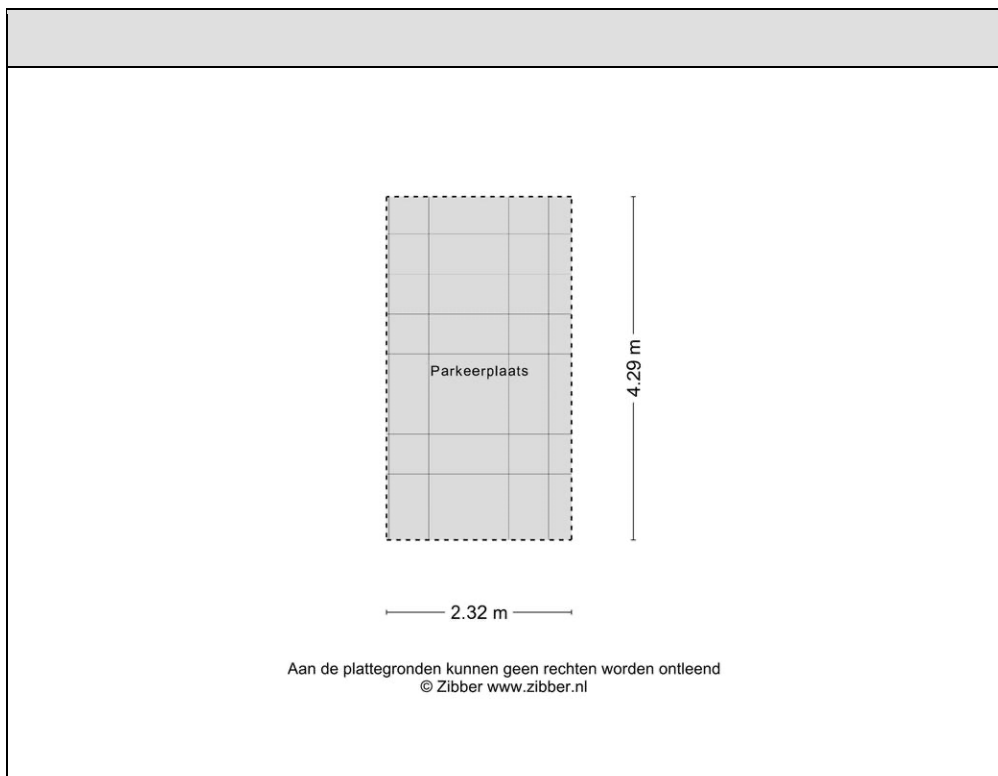 Parkeerplaats
4.29 m
2.32 m
Aan de plattegronden kunnen geen rechten worden ontleend
© Zibber www.zibber.nl